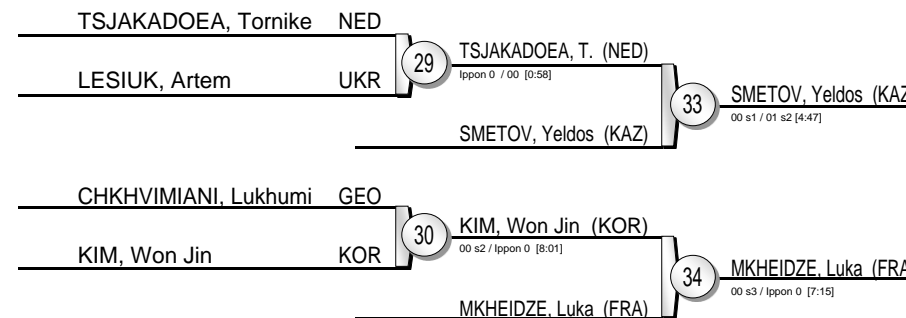 TSJAKADOEA, Tornike NED
29
TSJAKADOEA, T. (NED)
Ippon 0 / 00 [0:58]
LESIUK, Artem UKR
33
SMETOV, Yeldos (KAZ
00 s1 / 01 s2 [4:47]
SMETOV, Yeldos (KAZ)
CHKHVIMIANI, Lukhumi GEO
30
KIM, Won Jin (KOR)
00 s2 / Ippon 0 [8:01]
KIM, Won Jin KOR
34
MKHEIDZE, Luka (FRA
00 s3 / Ippon 0 [7:15]
MKHEIDZE, Luka (FRA)